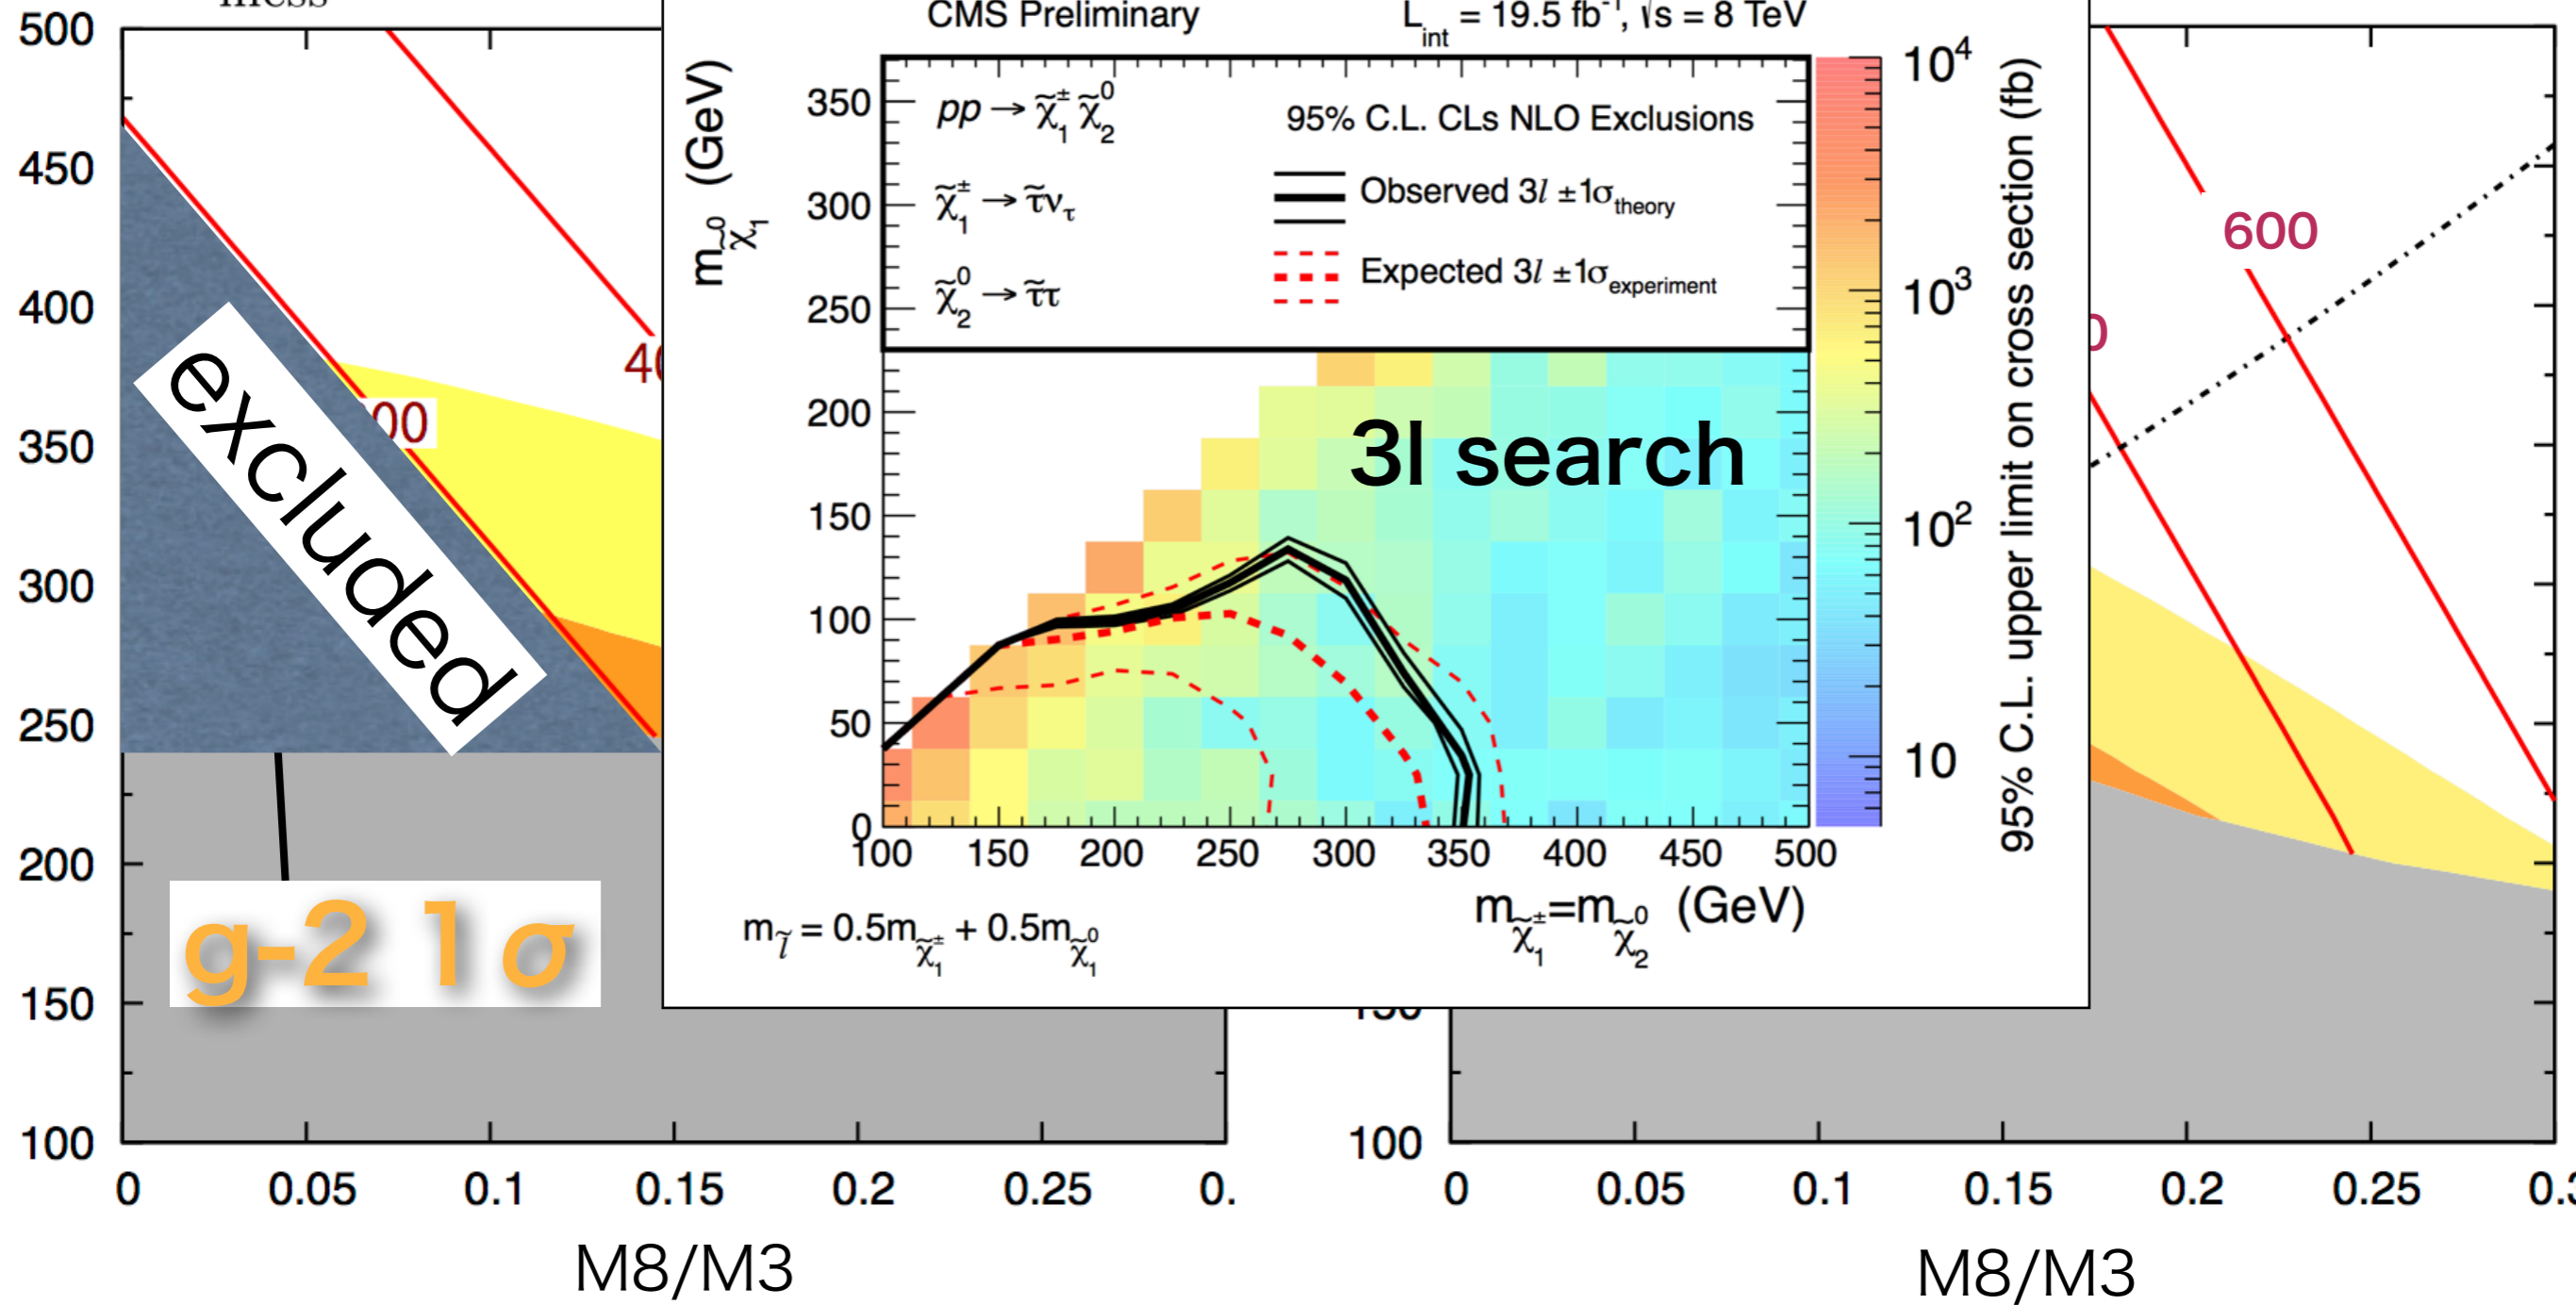 mess
500
450
400
350
300
250
200
150
100
0
0.05
0.1
0.15
0.2
0.25
0.
M8/M3
excluded
00
40
g-2 1σ
CMS Preliminary
L_int = 19.5 fb⁻¹, √s = 8 TeV
m_χ̃₁⁰ (GeV)
350
300
250
200
150
100
50
0
pp → χ̃₁± χ̃₂⁰
χ̃₁± → τ̃ν_τ
χ̃₂⁰ → τ̃τ
95% C.L. CLs NLO Exclusions
Observed 3l ±1σ_theory
Expected 3l ±1σ_experiment
3l search
100
150
200
250
300
350
400
450
500
m_χ̃₁±=m_χ̃₂⁰ (GeV)
m_l̃ = 0.5m_χ̃₁± + 0.5m_χ̃₁⁰
10⁴
10³
10²
10
95% C.L. upper limit on cross section (fb)
600
0
100
0
0.05
0.1
0.15
0.2
0.25
M8/M3